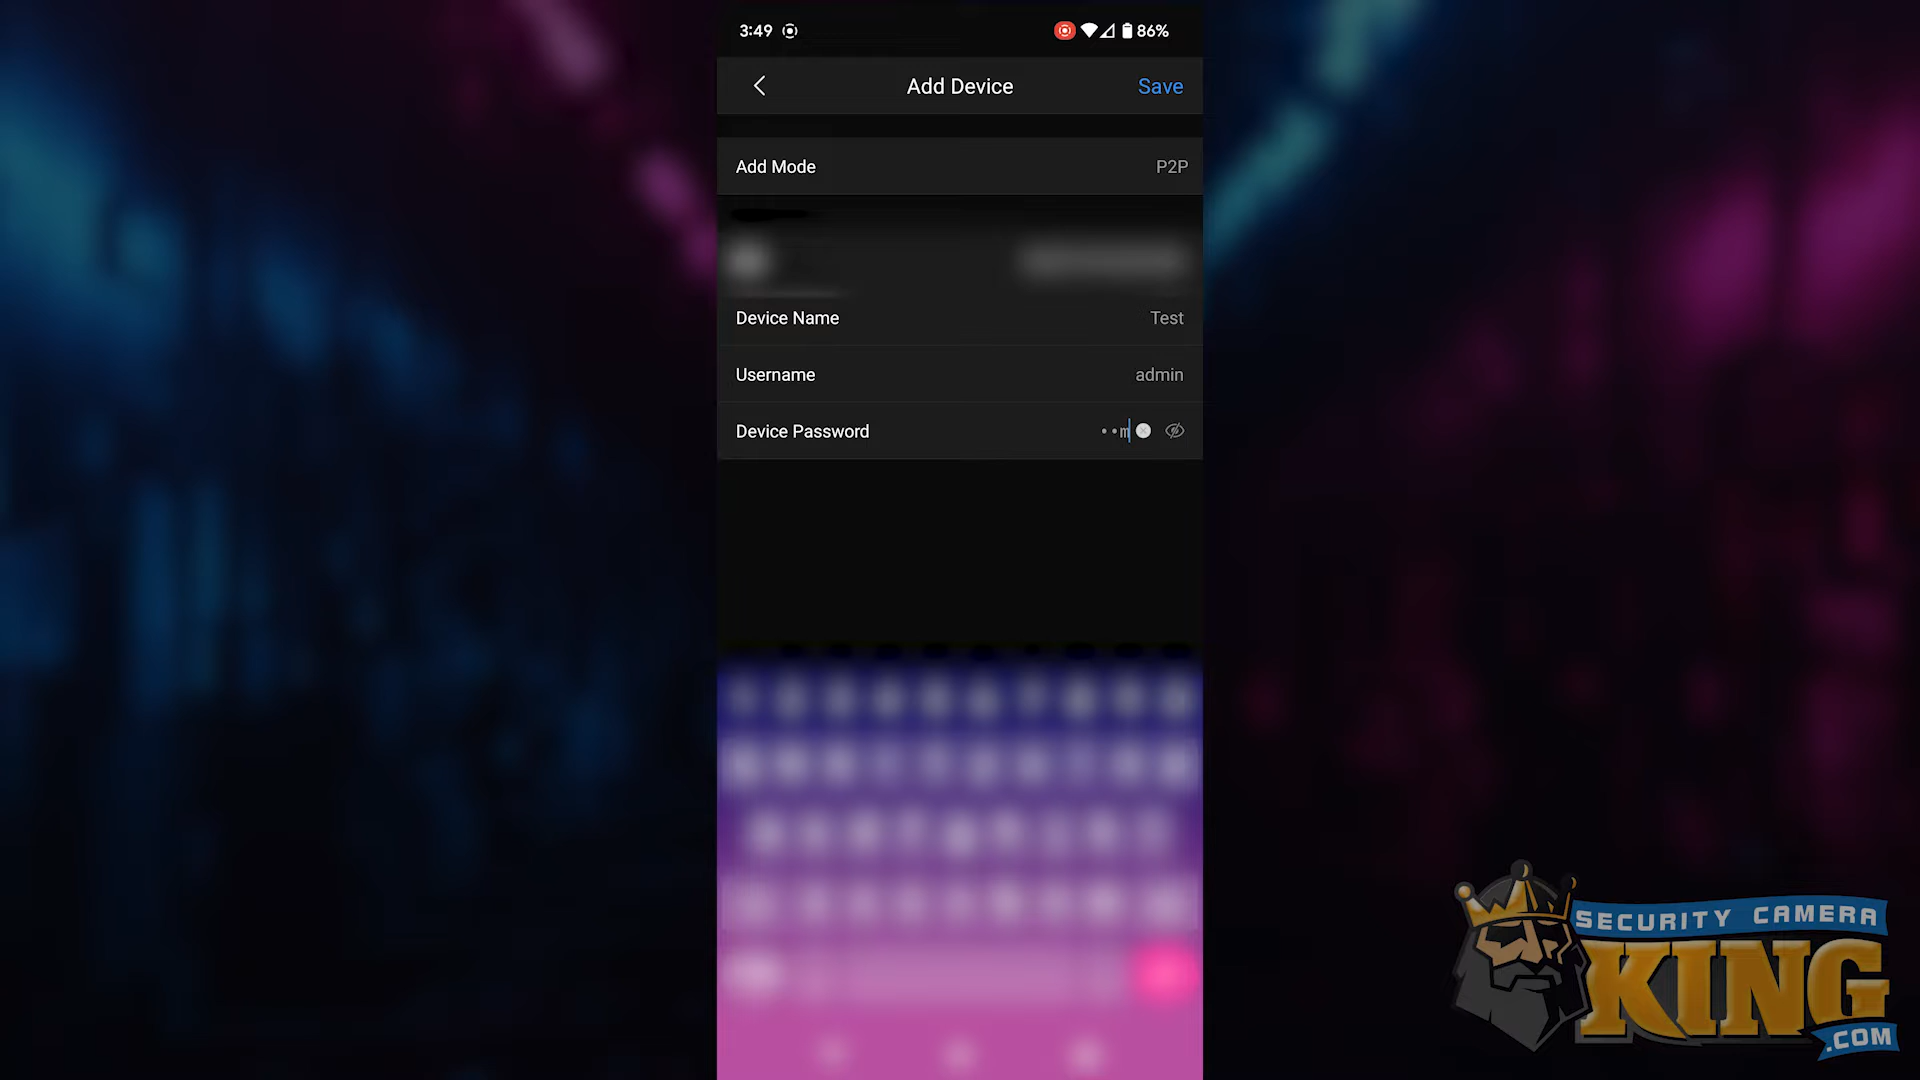 3:49 86%
Add Device Save
Add Mode P2P
Device Name Test
Username admin
Device Password ••m
SECURITY CAMERA
KING
.COM